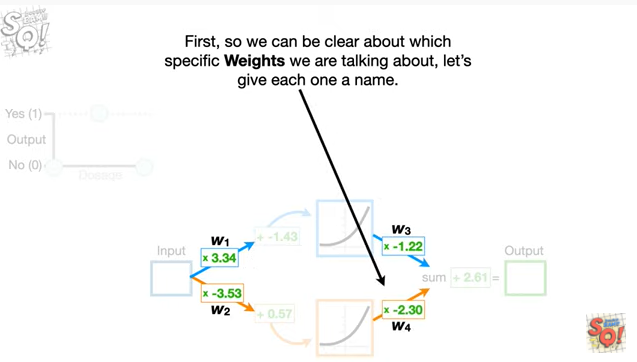 First, so we can be clear about which
specific Weights we are talking about, let's
give each one a name.
Yes (1)
Output
No (0)
Dosage
W1
W3
Input
x 3.34
+ -1.43
x -1.22
Output
sum
+ 2.61
=
x -3.53
W2
+ 0.57
x -2.30
W4
SQ!